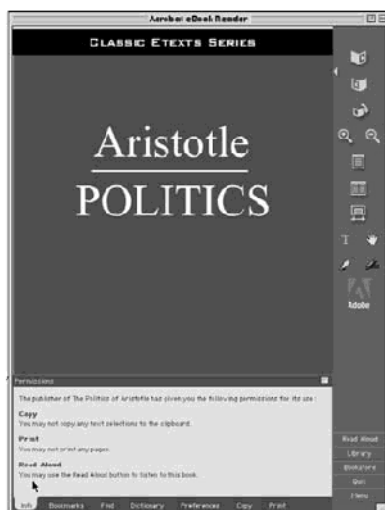 Acrobat eBook Reader
CLASSIC ETEXTS SERIES
Aristotle
POLITICS
T
Adobe
Permissions
The publisher of The Politics of Aristotle has given you the following permissions for its use:
Copy
You may not copy any text selections to the clipboard.
Print
You may not print any pages.
Read Aloud
You may use the Read Aloud button to listen to this book.
Read Aloud
Library
Bookstore
Quit
Menu
Info Bookmarks Find Dictionary Preferences Copy Print